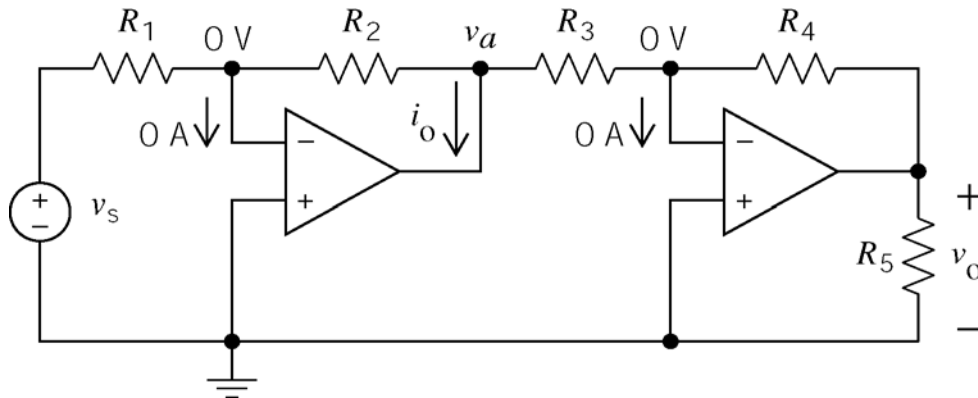 R1 0 V R2 va R3 0 V R4
0 A io 0 A
− −
+ vs + + R5 + vo
− −